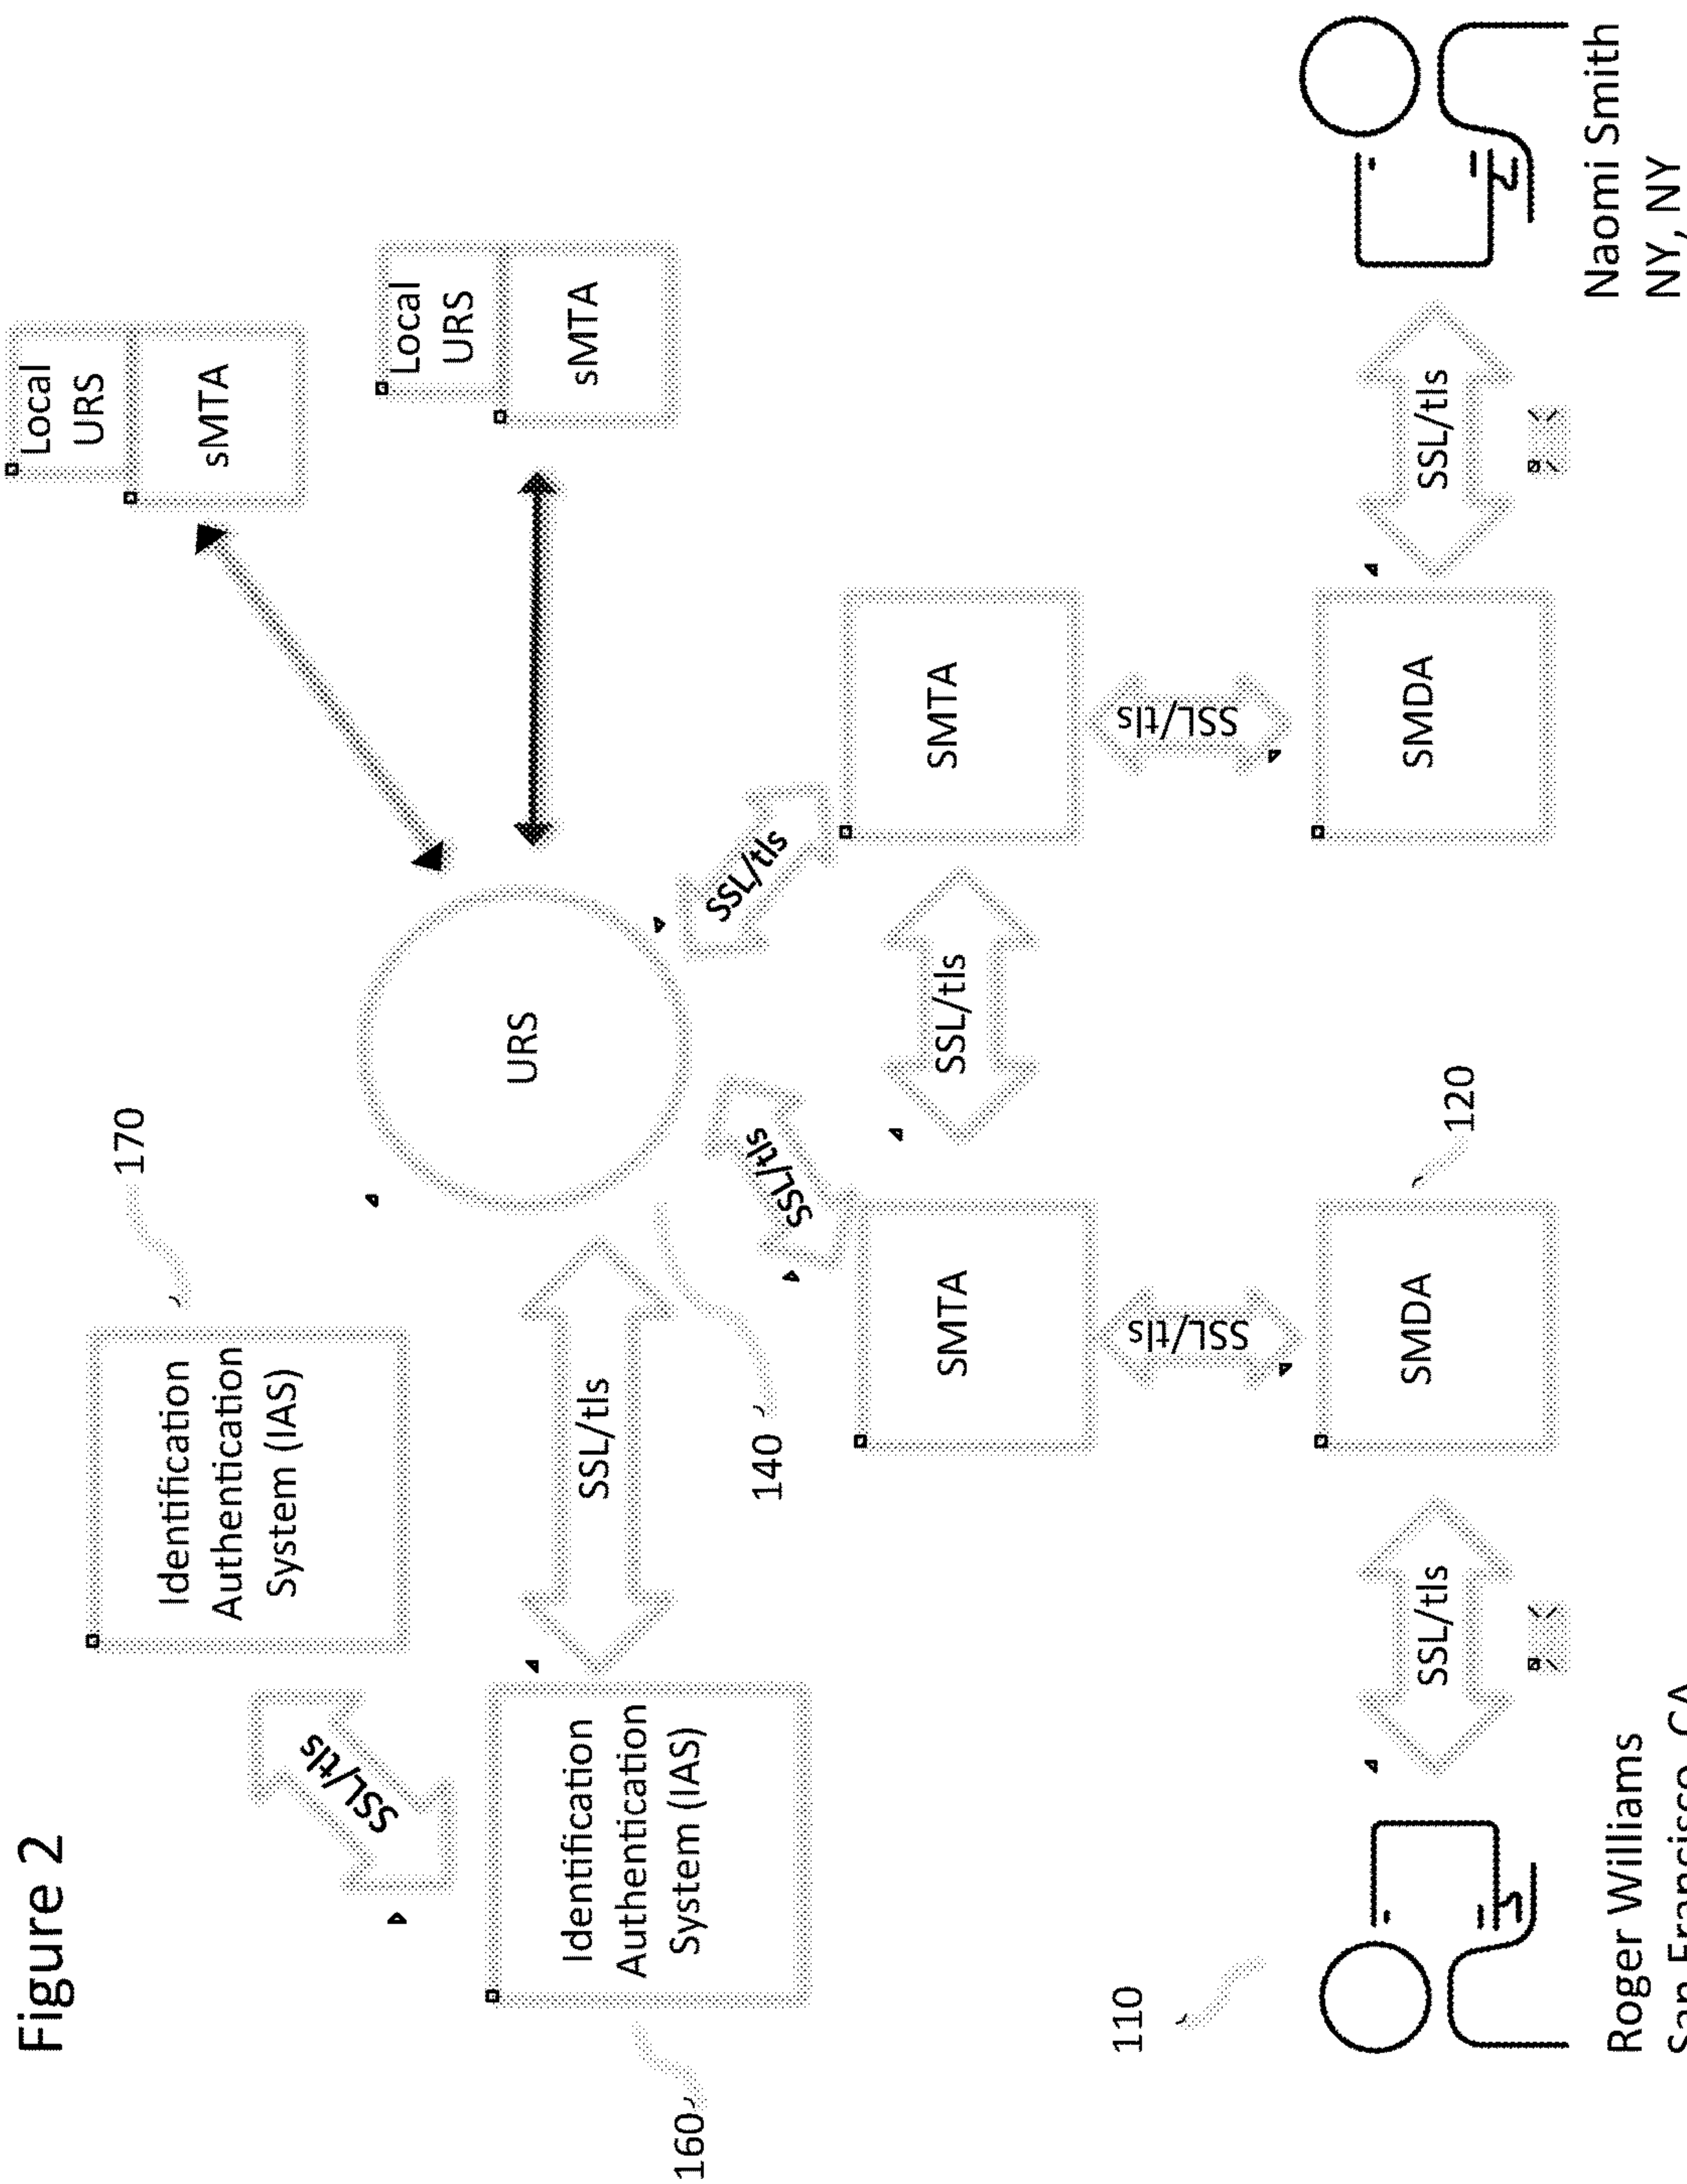 Figure 2
170
Identification
Authentication
System (IAS)
Local
URS
sMTA
Local
URS
sMTA
SSL/tls
160
Identification
Authentication
System (IAS)
SSL/tls
140
URS
SSL/tls
SSL/tls
SMTA
SSL/tls
SMTA
SSL/tls
SSL/tls
110
SSL/tls
SMDA
120
SMDA
SSL/tls
Roger Williams
San Francisco, CA
Naomi Smith
NY, NY